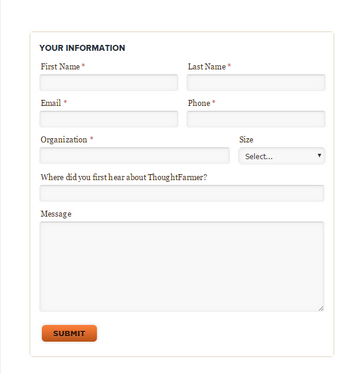 YOUR INFORMATION
First Name * Last Name *
Email * Phone *
Organization * Size
Select...
Where did you first hear about ThoughtFarmer?
Message
SUBMIT